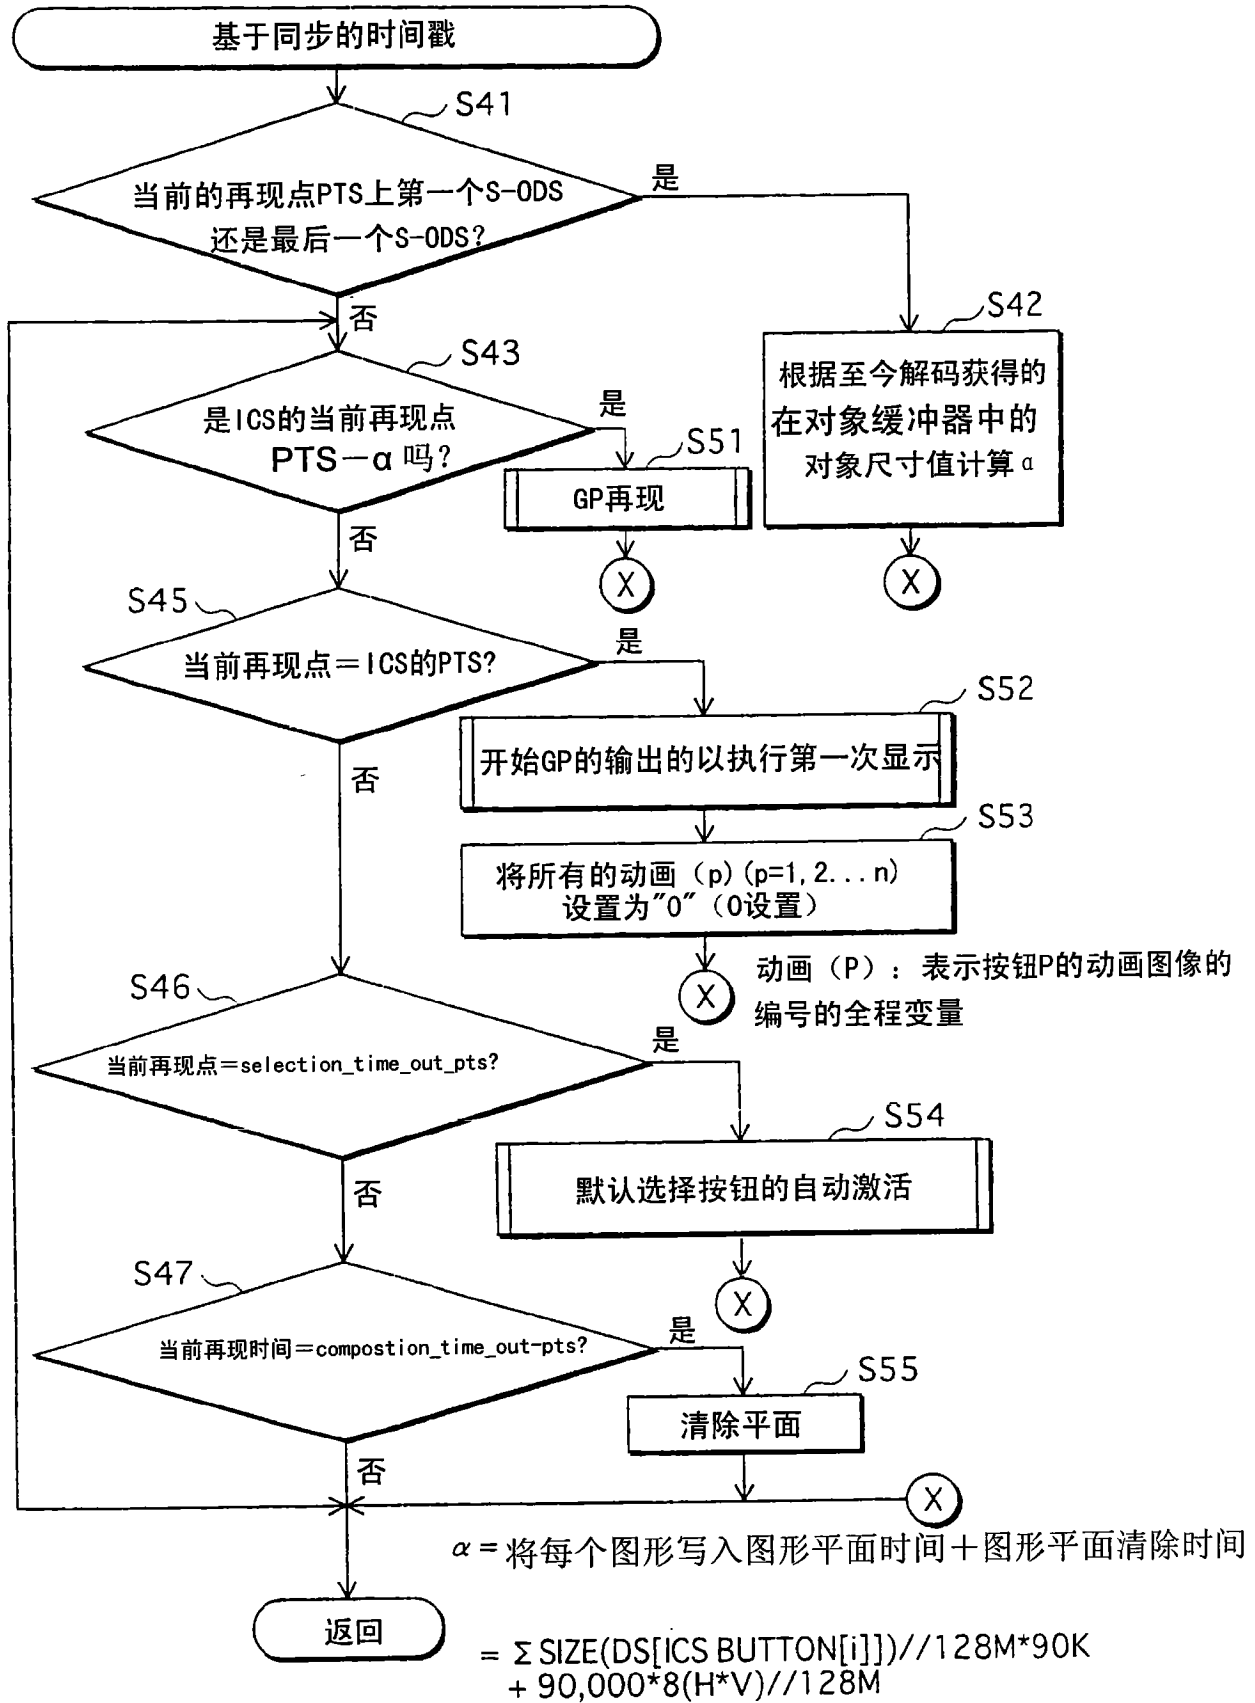 基于同步的时间戳
S41
当前的再现点PTS上第一个S-ODS
还是最后一个S-ODS?
是
否
S42
根据至今解码获得的
在对象缓冲器中的
对象尺寸值计算α
X
S43
是ICS的当前再现点
PTS－α 吗?
是
S51
GP再现
X
否
S45
当前再现点＝ICS的PTS?
是
S52
开始GP的输出的以执行第一次显示
否
S53
将所有的动画（p）(p=1,2...n)
设置为"0"（0设置）
X
动画（P）：表示按钮P的动画图像的
编号的全程变量
S46
当前再现点＝selection_time_out_pts?
是
S54
默认选择按钮的自动激活
X
否
S47
当前再现时间＝compostion_time_out-pts?
是
S55
清除平面
否
X
α＝将每个图形写入图形平面时间＋图形平面清除时间
返回
= Σ SIZE(DS[ICS BUTTON[i]])//128M*90K
+ 90,000*8(H*V)//128M